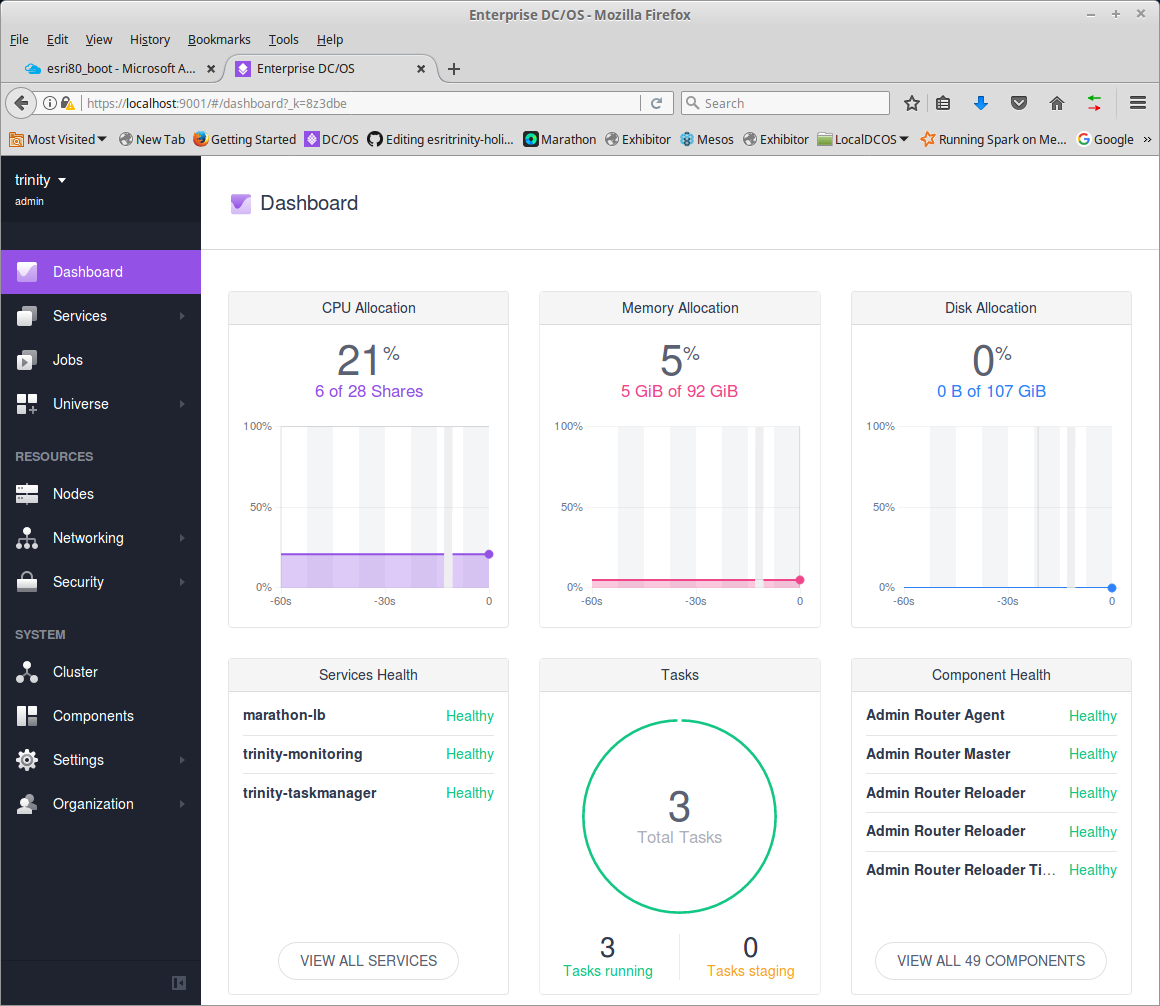 Enterprise DC/OS - Mozilla Firefox
File Edit View History Bookmarks Tools Help
esri80_boot - Microsoft A... Enterprise DC/OS
https://localhost:9001/#/dashboard?_k=8z3dbe Search
Most Visited New Tab Getting Started DC/OS Editing esritrinity-holi... Marathon Exhibitor Mesos Exhibitor LocalDCOS Running Spark on Me... Google »
trinity
admin
Dashboard
Services
Jobs
Universe
RESOURCES
Nodes
Networking
Security
SYSTEM
Cluster
Components
Settings
Organization
Dashboard
CPU Allocation
21%
6 of 28 Shares
100%
50%
0%
-60s -30s 0
Memory Allocation
5%
5 GiB of 92 GiB
100%
50%
0%
-60s -30s 0
Disk Allocation
0%
0 B of 107 GiB
100%
50%
0%
-60s -30s 0
Services Health
marathon-lb Healthy
trinity-monitoring Healthy
trinity-taskmanager Healthy
VIEW ALL SERVICES
Tasks
3
Total Tasks
3 0
Tasks running Tasks staging
Component Health
Admin Router Agent Healthy
Admin Router Master Healthy
Admin Router Reloader Healthy
Admin Router Reloader Healthy
Admin Router Reloader Ti... Healthy
VIEW ALL 49 COMPONENTS